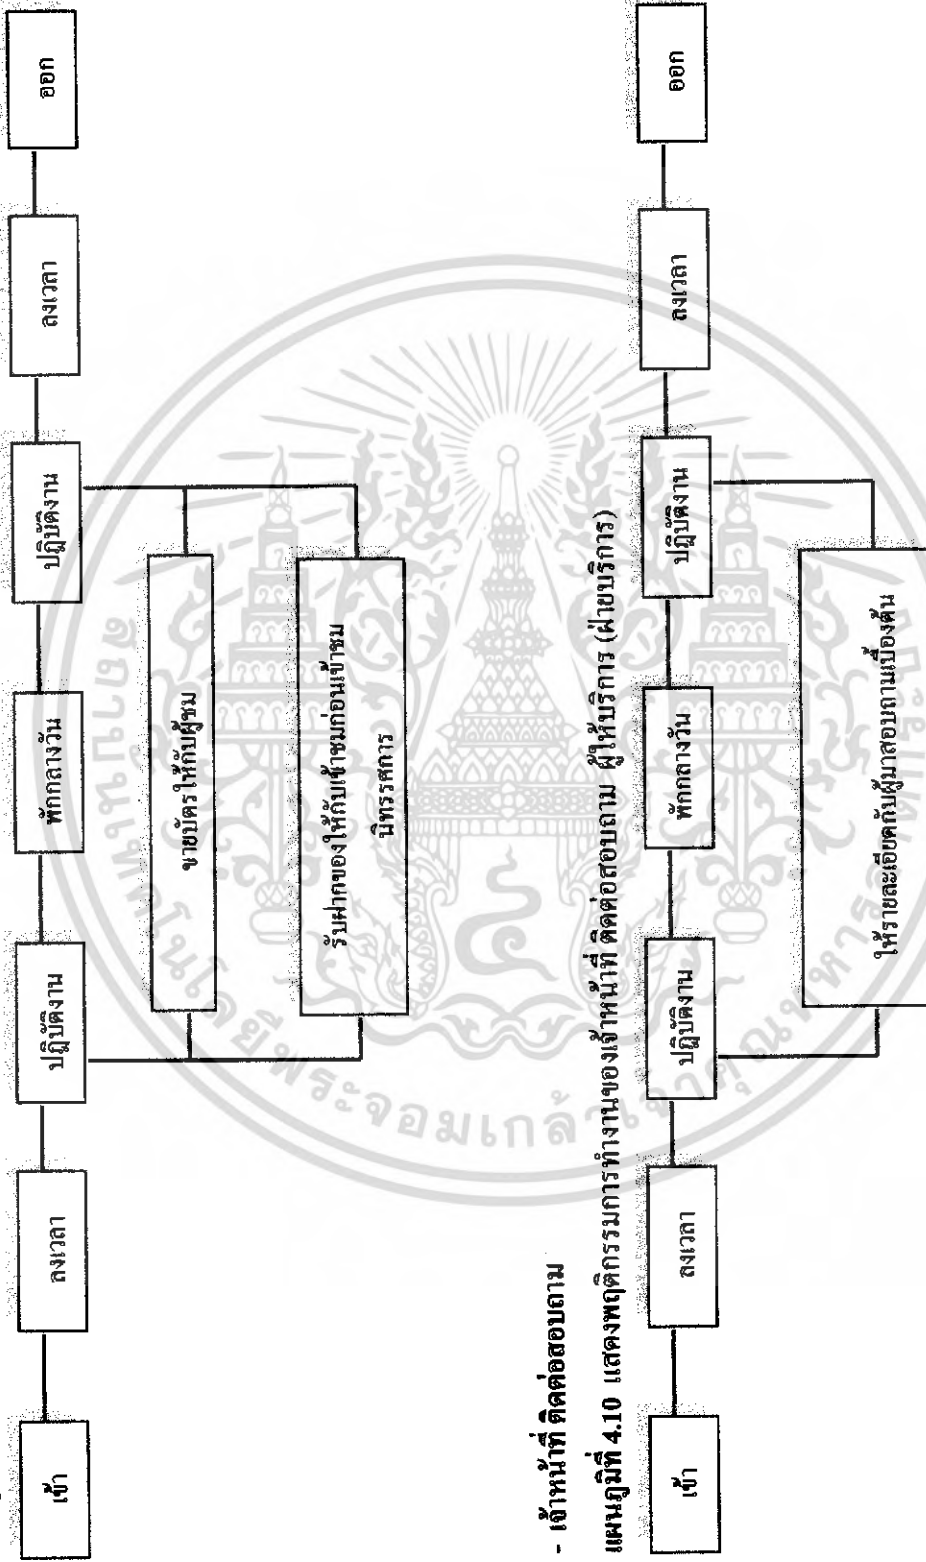 เข้า
ลงเวลา
ปฏิบัติงาน
พักกลางวัน
ปฏิบัติงาน
ลงเวลา
ออก
ขายบัตรให้กับผู้ชม
รับฝากของให้กับเข้าชมก่อนเข้าชม
นิทรรศการ
- เจ้าหน้าที่ ติดต่อสอบถาม
แผนภูมิที่ 4.10 แสดงพฤติกรรมการทำงานของเจ้าหน้าที่ ติดต่อสอบถาม ผู้ให้บริการ (ฝ่ายบริการ)
เข้า
ลงเวลา
ปฏิบัติงาน
พักกลางวัน
ปฏิบัติงาน
ลงเวลา
ออก
ให้รายละเอียดกับผู้มาสอบถามเบื้องต้น